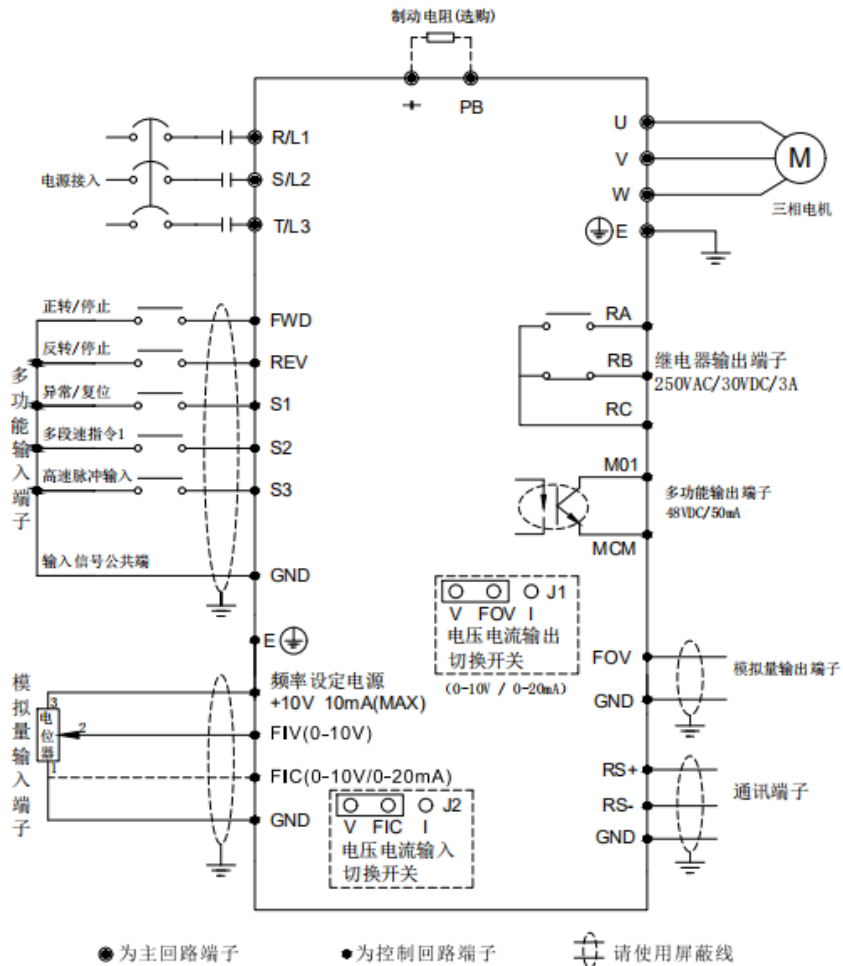 制动电阻(选购)
+ PB
R/L1
电源接入
S/L2
T/L3
U
V
W
M
三相电机
E
多功能输入端子
正转/停止
FWD
反转/停止
REV
异常/复位
S1
多段速指令1
S2
高速脉冲输入
S3
输入信号公共端
GND
RA
RB
RC
继电器输出端子
250VAC/30VDC/3A
M01
MCM
多功能输出端子
48VDC/50mA
J1
V FOV I
电压电流输出
切换开关
(0-10V / 0-20mA)
E
模拟量输入端子
3
电位器
2
1
频率设定电源
+10V 10mA(MAX)
FIV(0-10V)
FIC(0-10V/0-20mA)
GND
J2
V FIC I
电压电流输入
切换开关
FOV
GND
模拟量输出端子
RS+
RS-
GND
通讯端子
为主回路端子
为控制回路端子
请使用屏蔽线